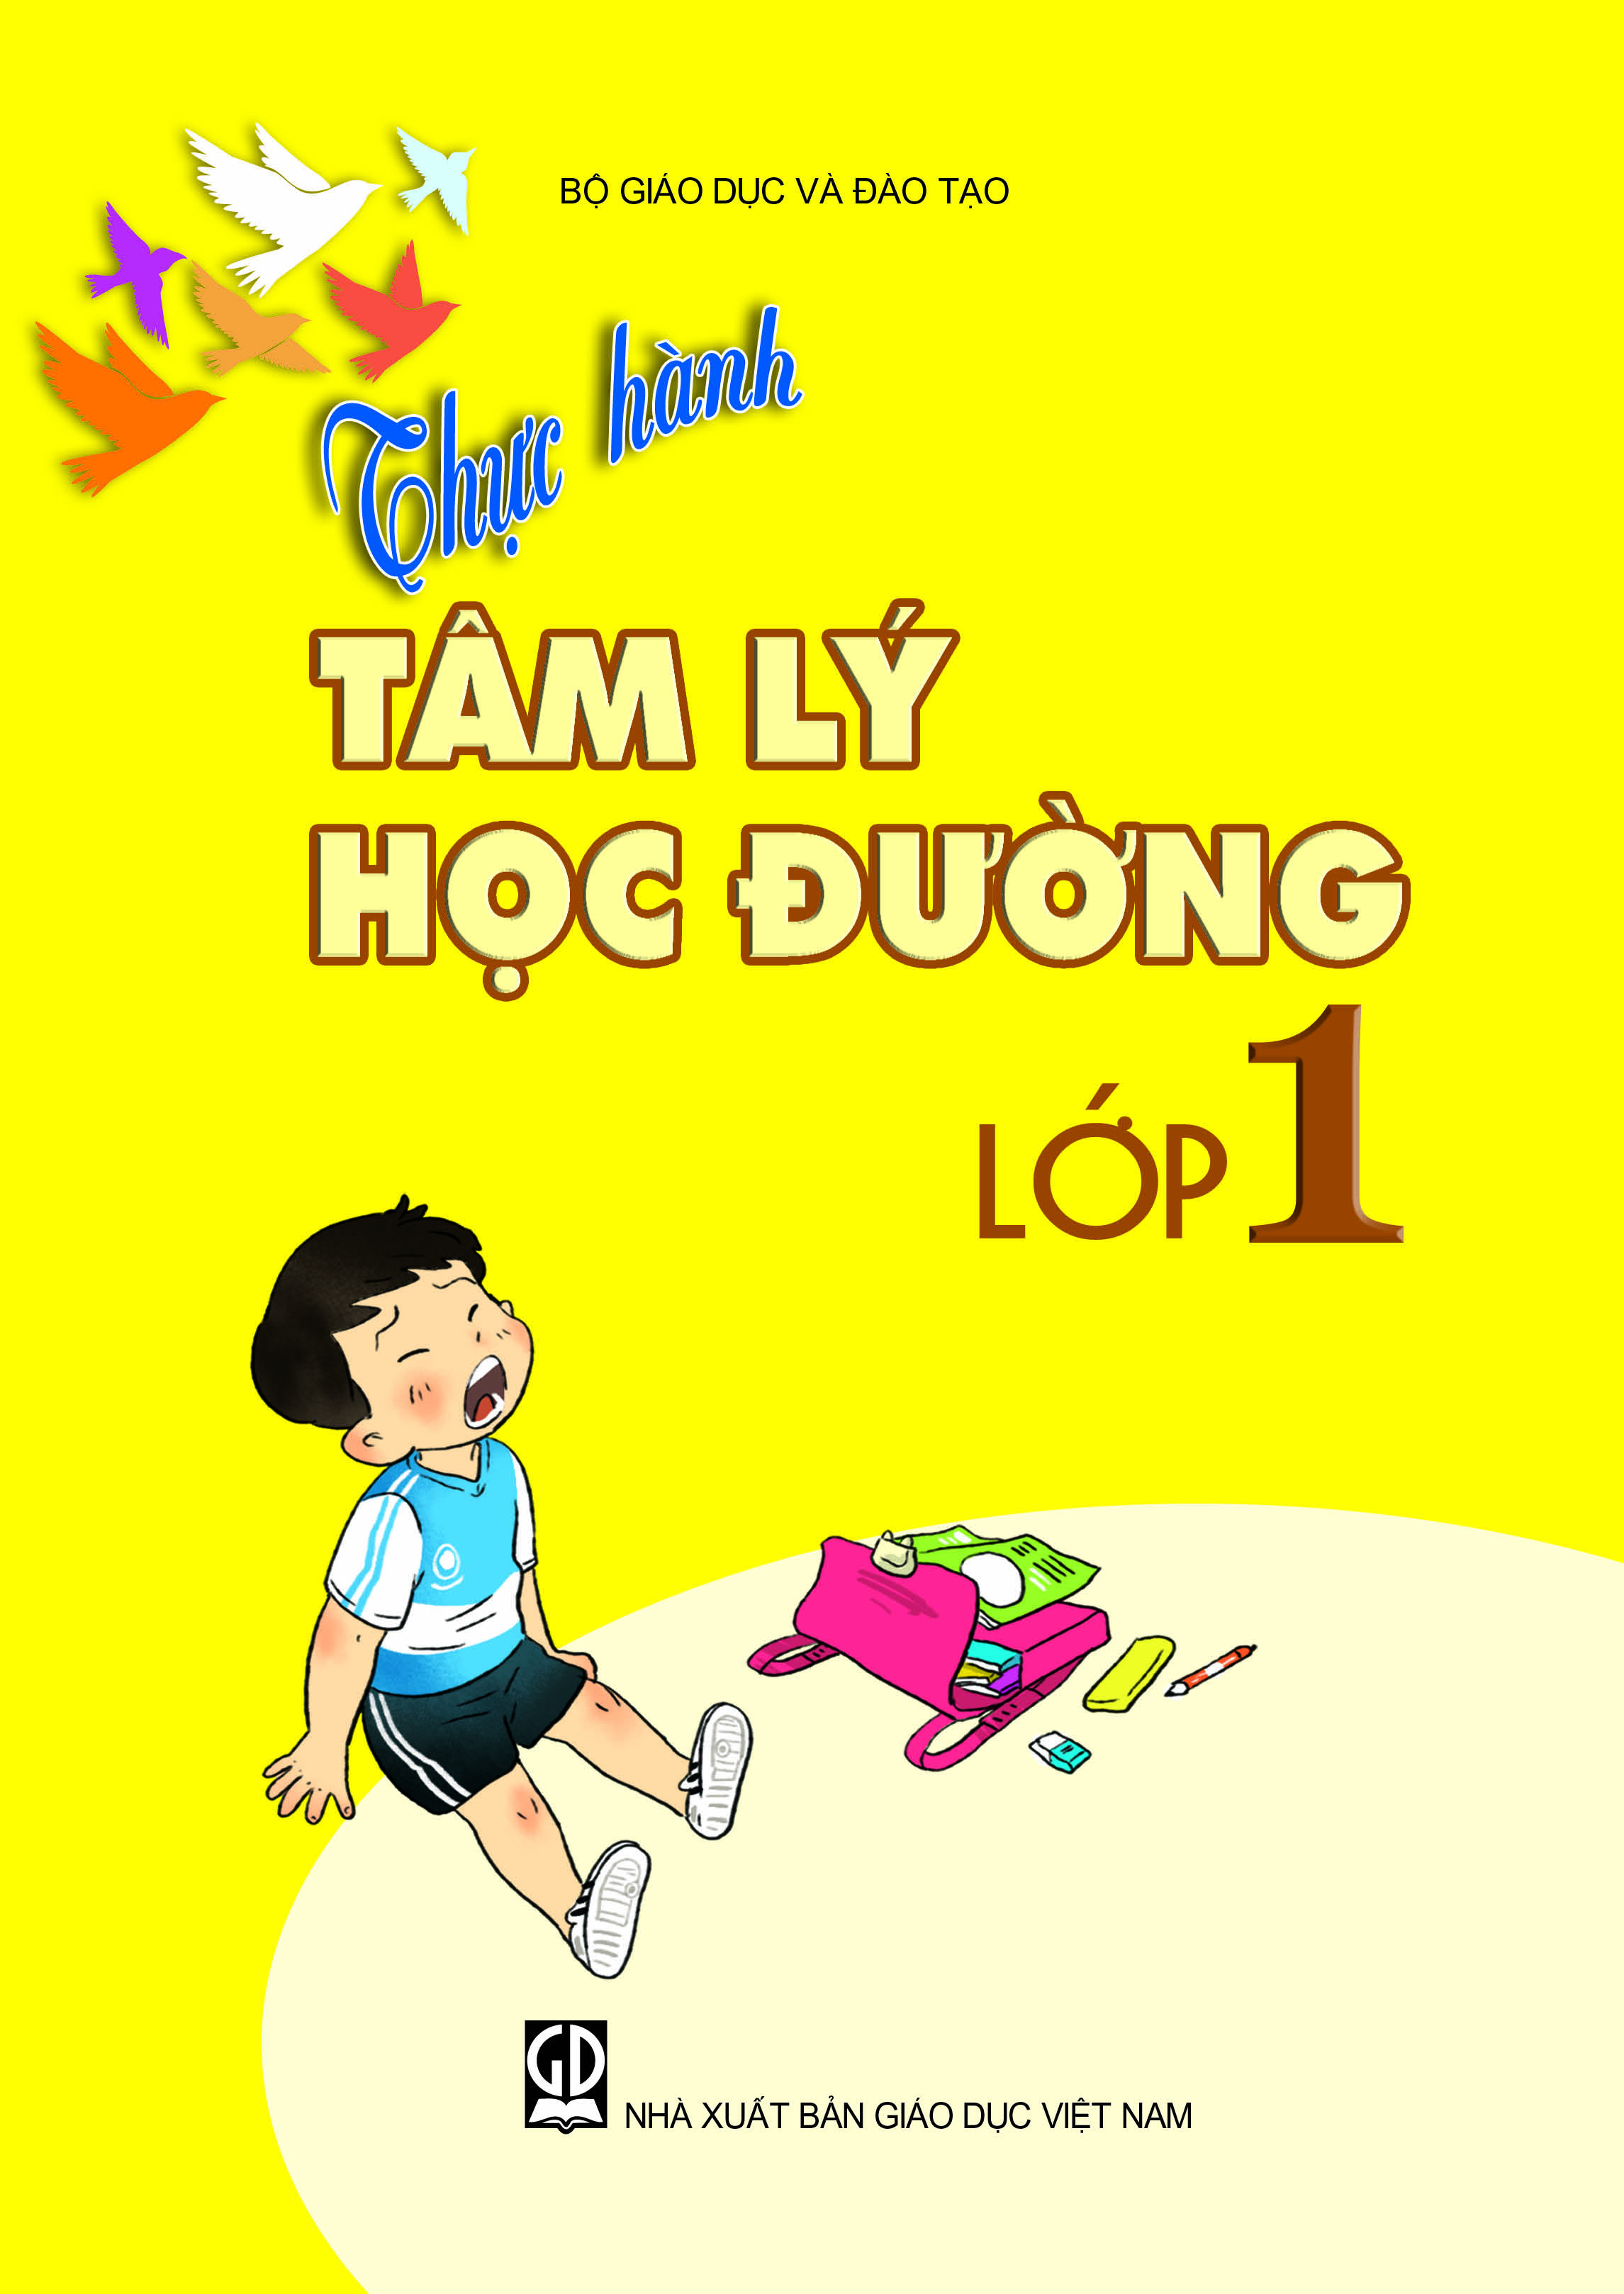 BỘ GIÁO DỤC VÀ ĐÀO TẠO
Thực hành
TÂM LÝ
HỌC ĐƯỜNG
LỚP 1
GD
NHÀ XUẤT BẢN GIÁO DỤC VIỆT NAM